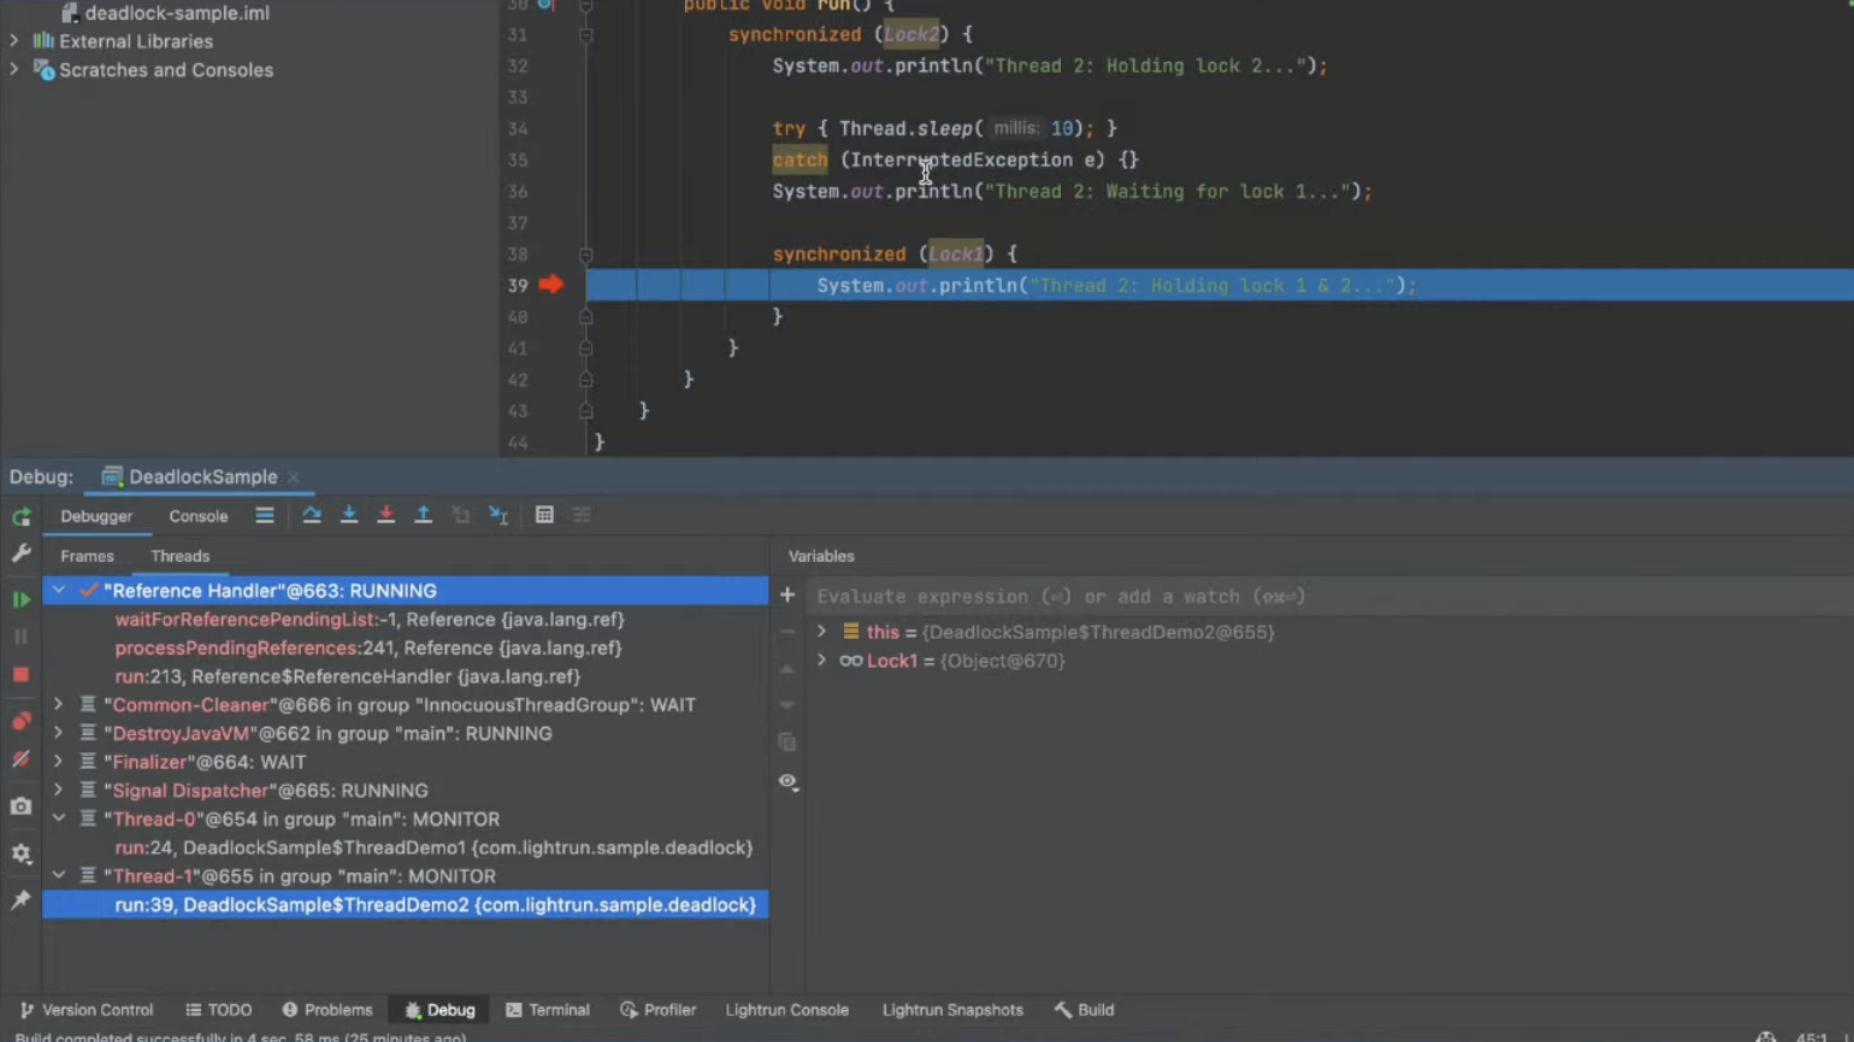 deadlock-sample.iml
External Libraries
Scratches and Consoles
30 public void run() {
31 synchronized (Lock2) {
32 System.out.println("Thread 2: Holding lock 2...");
33
34 try { Thread.sleep( millis: 10); }
35 catch (InterruptedException e) {}
36 System.out.println("Thread 2: Waiting for lock 1...");
37
38 synchronized (Lock1) {
39 System.out.println("Thread 2: Holding lock 1 & 2...");
40 }
41 }
42 }
43 }
44 }
Debug: DeadlockSample
Debugger Console
Frames Threads
"Reference Handler"@663: RUNNING
waitForReferencePendingList:-1, Reference {java.lang.ref}
processPendingReferences:241, Reference {java.lang.ref}
run:213, Reference$ReferenceHandler {java.lang.ref}
"Common-Cleaner"@666 in group "InnocuousThreadGroup": WAIT
"DestroyJavaVM"@662 in group "main": RUNNING
"Finalizer"@664: WAIT
"Signal Dispatcher"@665: RUNNING
"Thread-0"@654 in group "main": MONITOR
run:24, DeadlockSample$ThreadDemo1 {com.lightrun.sample.deadlock}
"Thread-1"@655 in group "main": MONITOR
run:39, DeadlockSample$ThreadDemo2 {com.lightrun.sample.deadlock}
Variables
Evaluate expression (⏎) or add a watch (⇧⌘⏎)
this = {DeadlockSample$ThreadDemo2@655}
Lock1 = {Object@670}
Version Control TODO Problems Debug Terminal Profiler Lightrun Console Lightrun Snapshots Build
Build completed successfully in 4 sec, 58 ms (25 minutes ago)
45:1